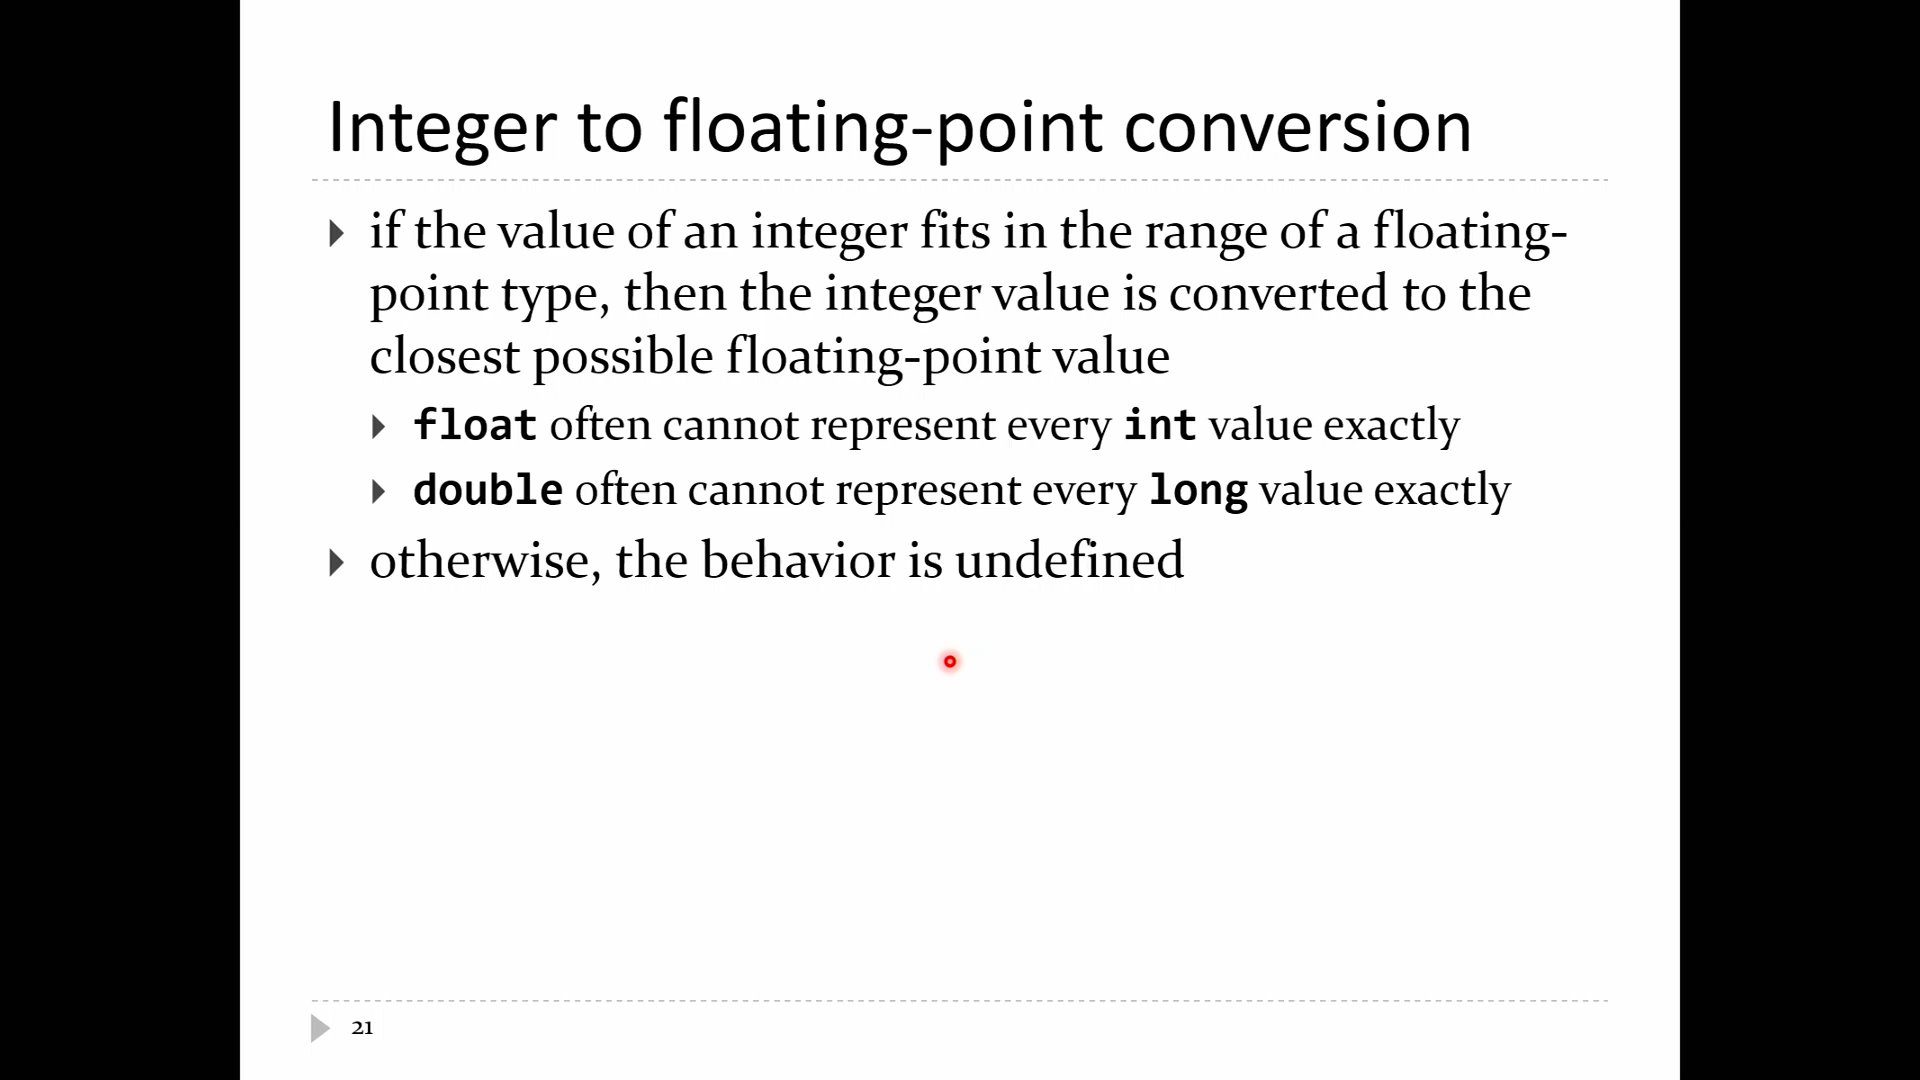 Integer to floating-point conversion
if the value of an integer fits in the range of a floating-
point type, then the integer value is converted to the
closest possible floating-point value
float often cannot represent every int value exactly
double often cannot represent every long value exactly
otherwise, the behavior is undefined
21